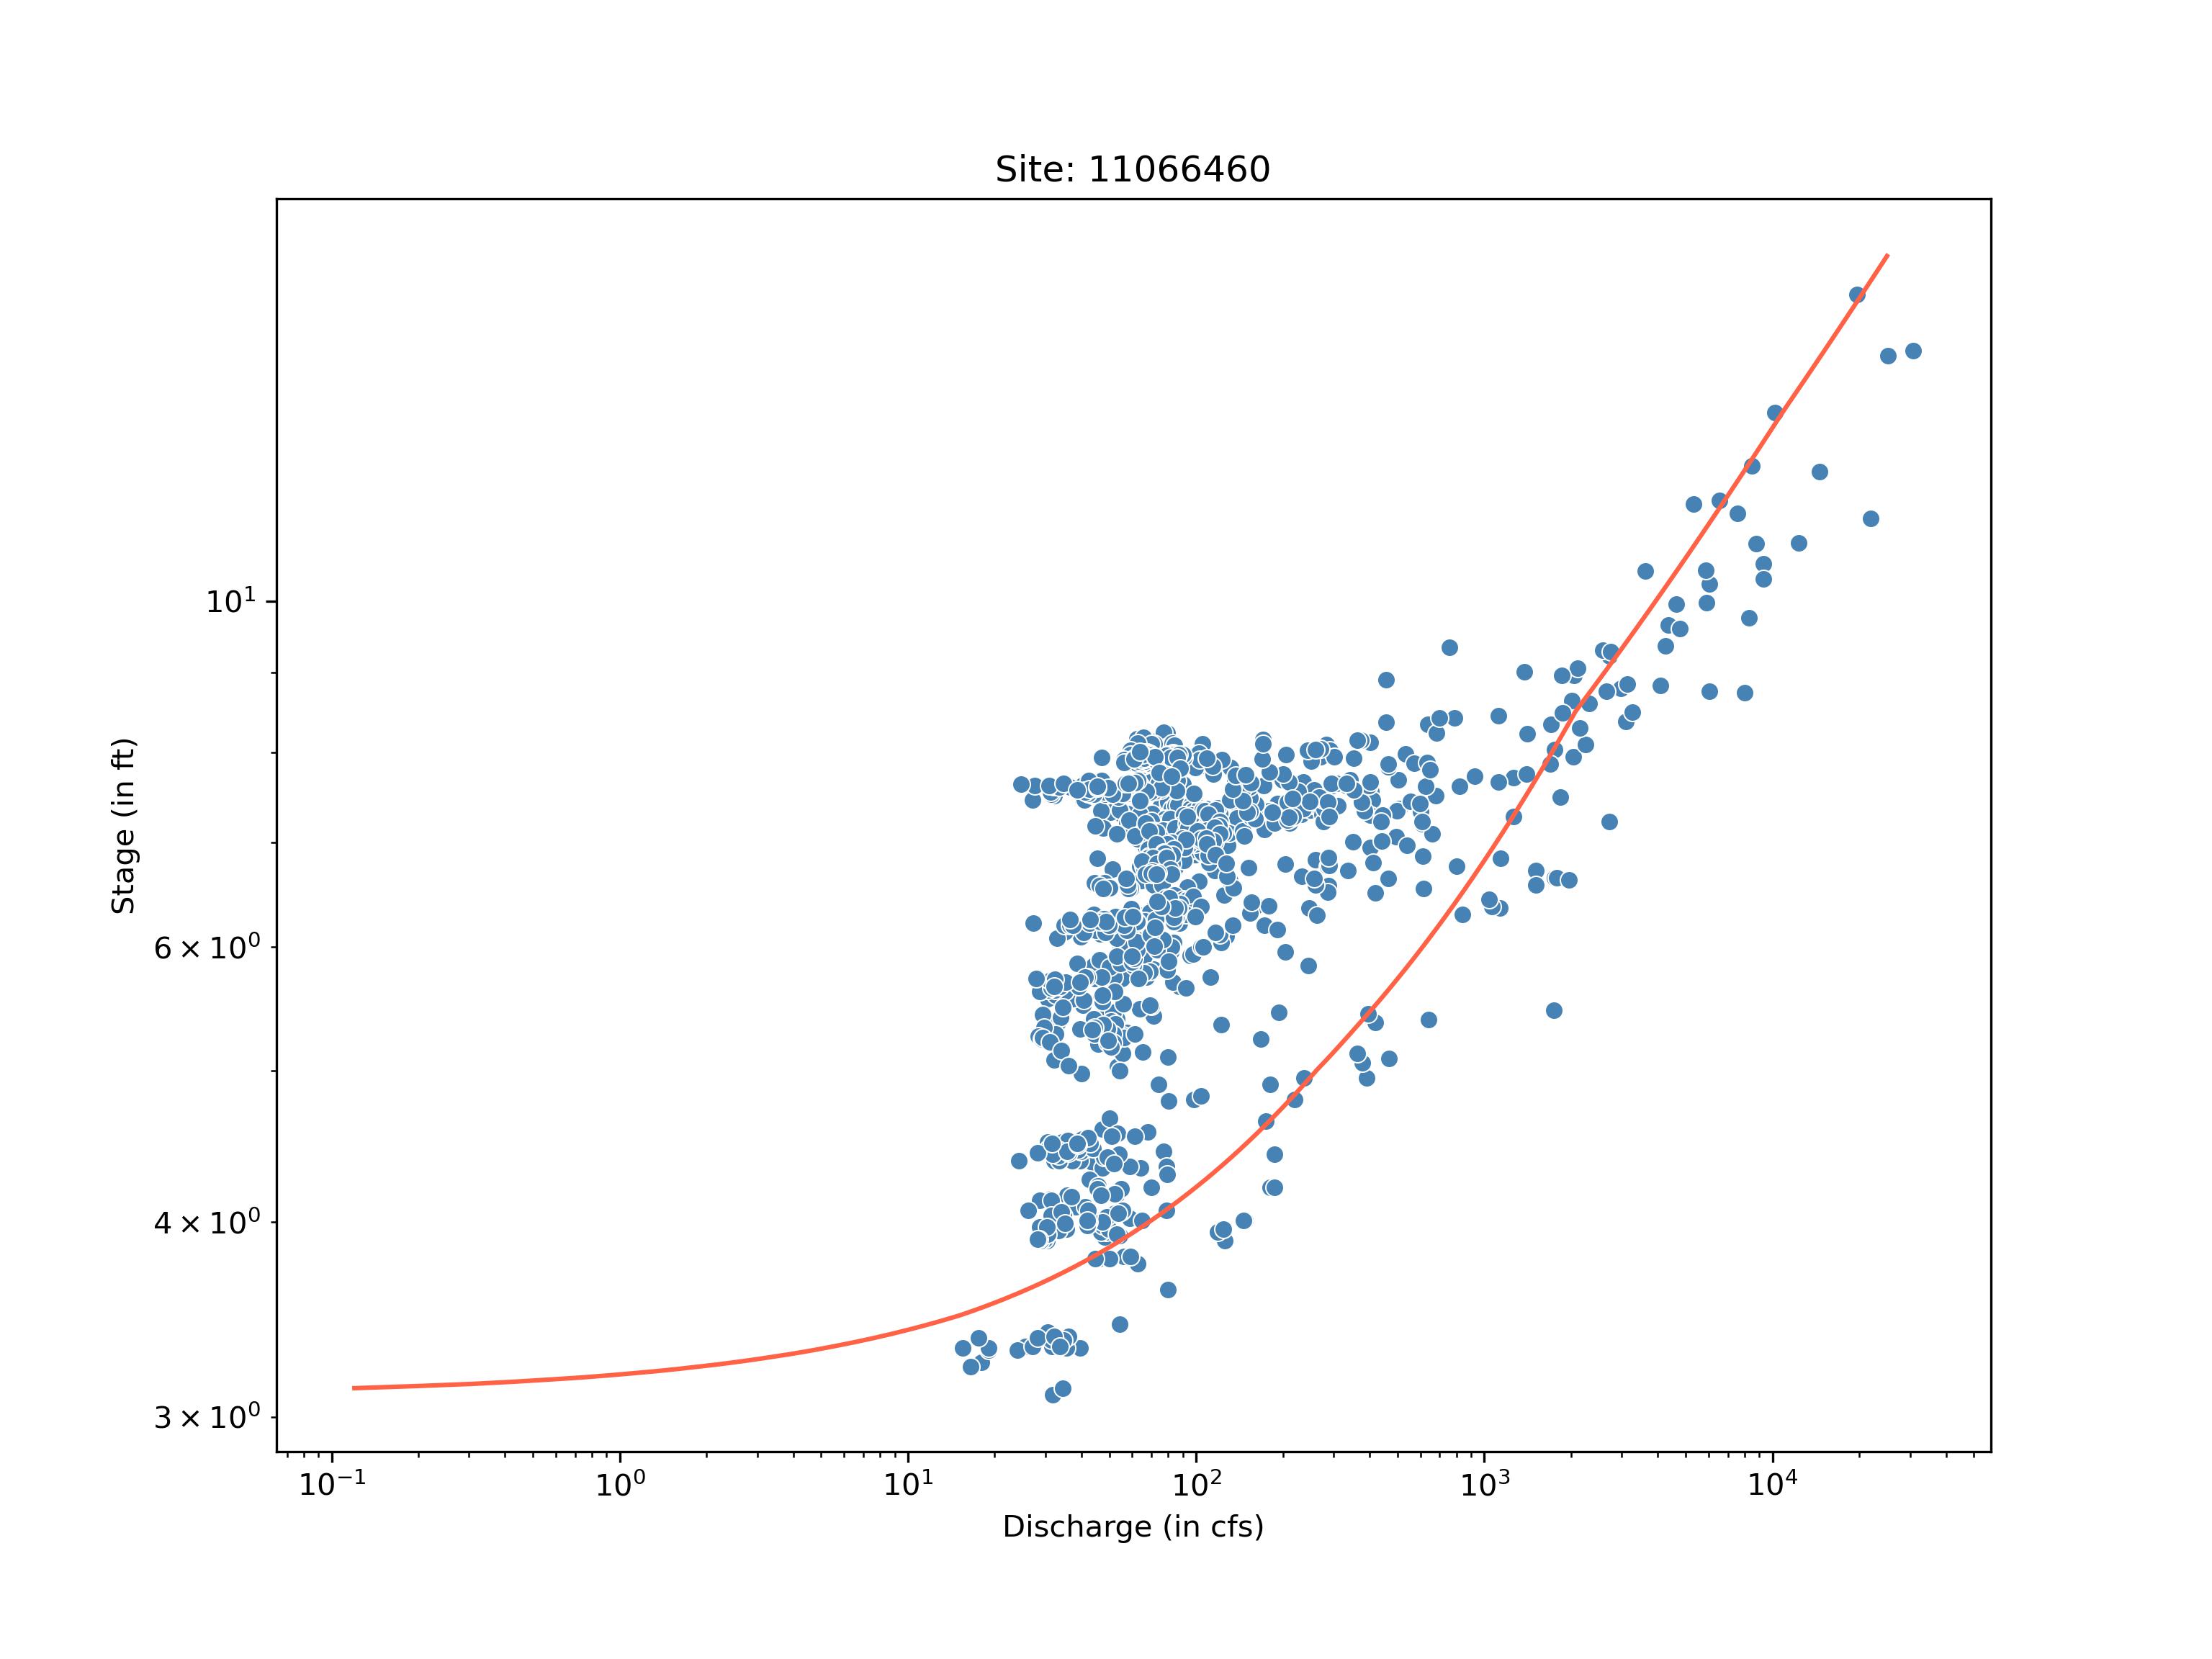 Site: 11066460
Stage (in ft)
10¹
6 × 10⁰
4 × 10⁰
3 × 10⁰
10⁻¹ 10⁰ 10¹ 10² 10³ 10⁴
Discharge (in cfs)